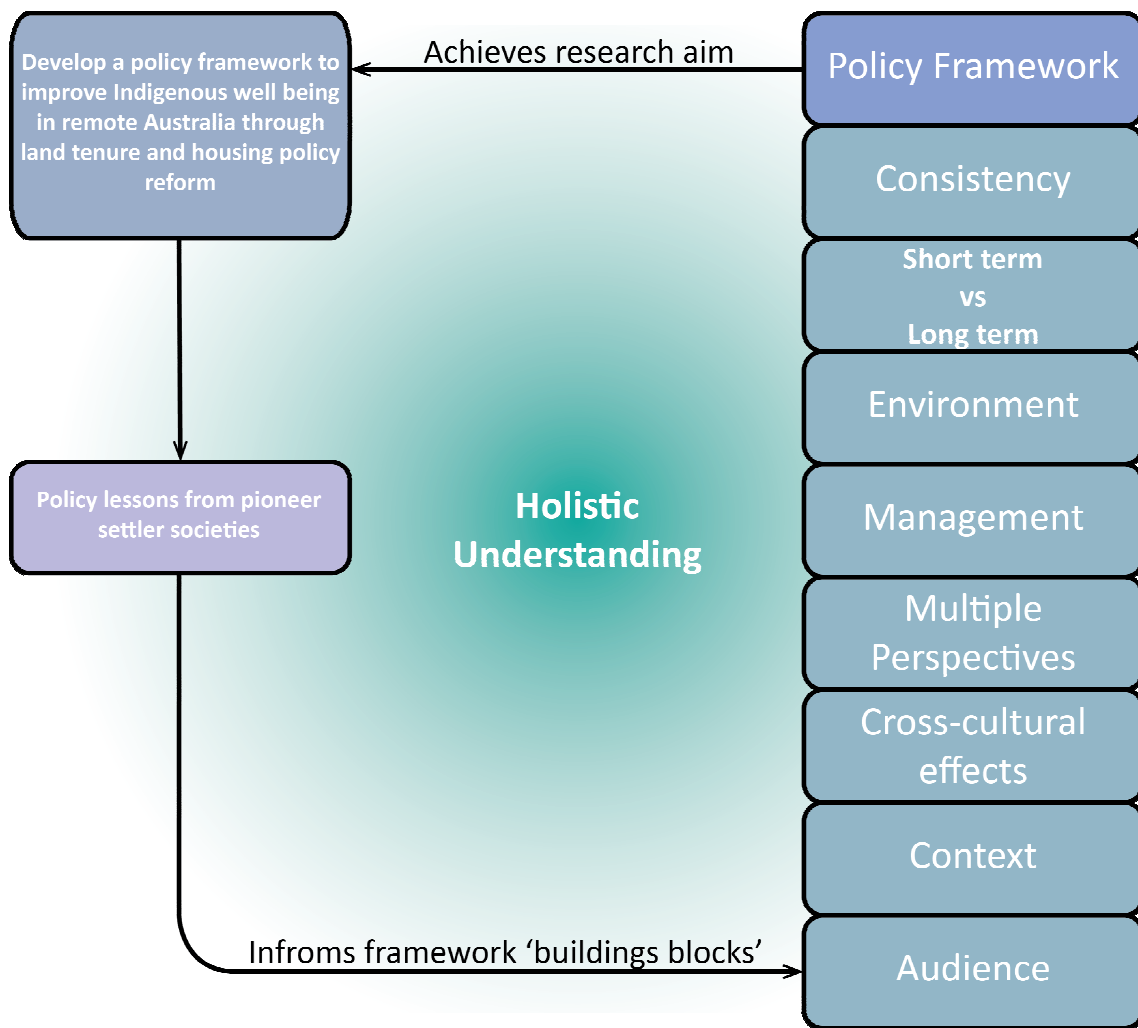 Develop a policy framework to
improve Indigenous well being
in remote Australia through
land tenure and housing policy
reform
Achieves research aim
Policy Framework
Consistency
Short term
vs
Long term
Environment
Policy lessons from pioneer
settler societies
Holistic
Understanding
Management
Multiple
Perspectives
Cross-cultural
effects
Context
Infroms framework ‘buildings blocks’
Audience